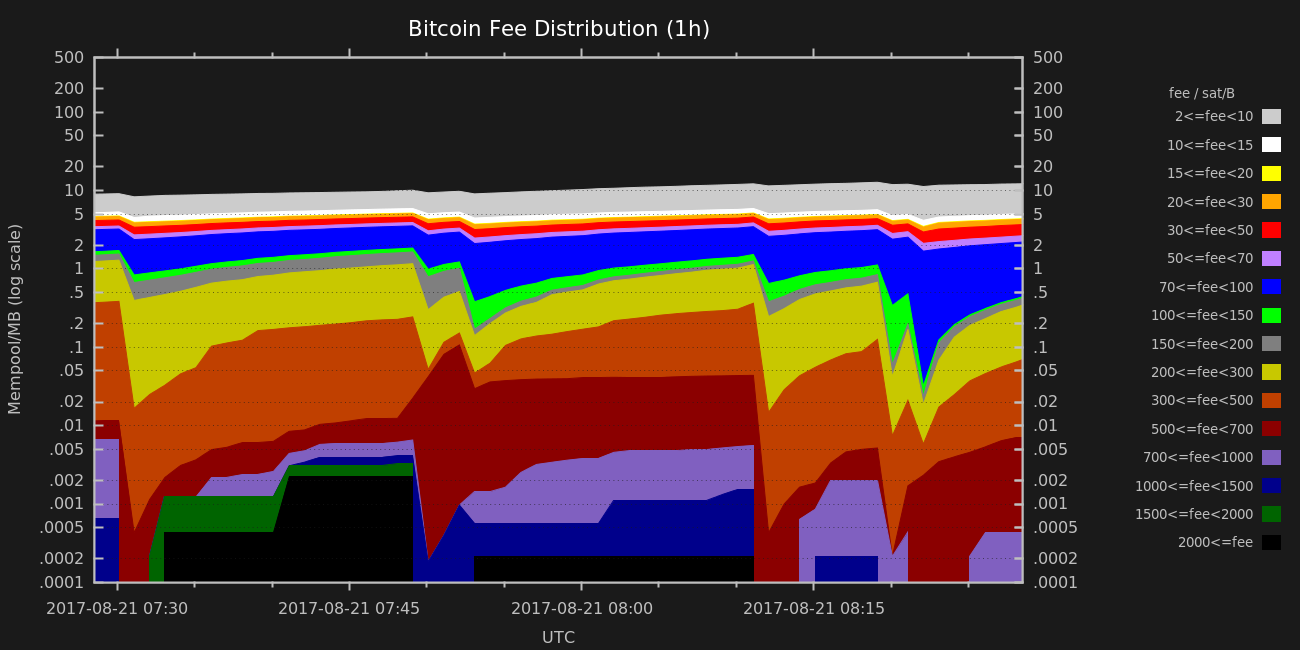 Bitcoin Fee Distribution (1h)
500
200
100
50
20
10
5
2
1
.5
.2
.1
.05
.02
.01
.005
.002
.001
.0005
.0002
.0001
Mempool/MB (log scale)
500
200
100
50
20
10
5
2
1
.5
.2
.1
.05
.02
.01
.005
.002
.001
.0005
.0002
.0001
2017-08-21 07:30
2017-08-21 07:45
2017-08-21 08:00
2017-08-21 08:15
UTC
fee / sat/B
2<=fee<10
10<=fee<15
15<=fee<20
20<=fee<30
30<=fee<50
50<=fee<70
70<=fee<100
100<=fee<150
150<=fee<200
200<=fee<300
300<=fee<500
500<=fee<700
700<=fee<1000
1000<=fee<1500
1500<=fee<2000
2000<=fee